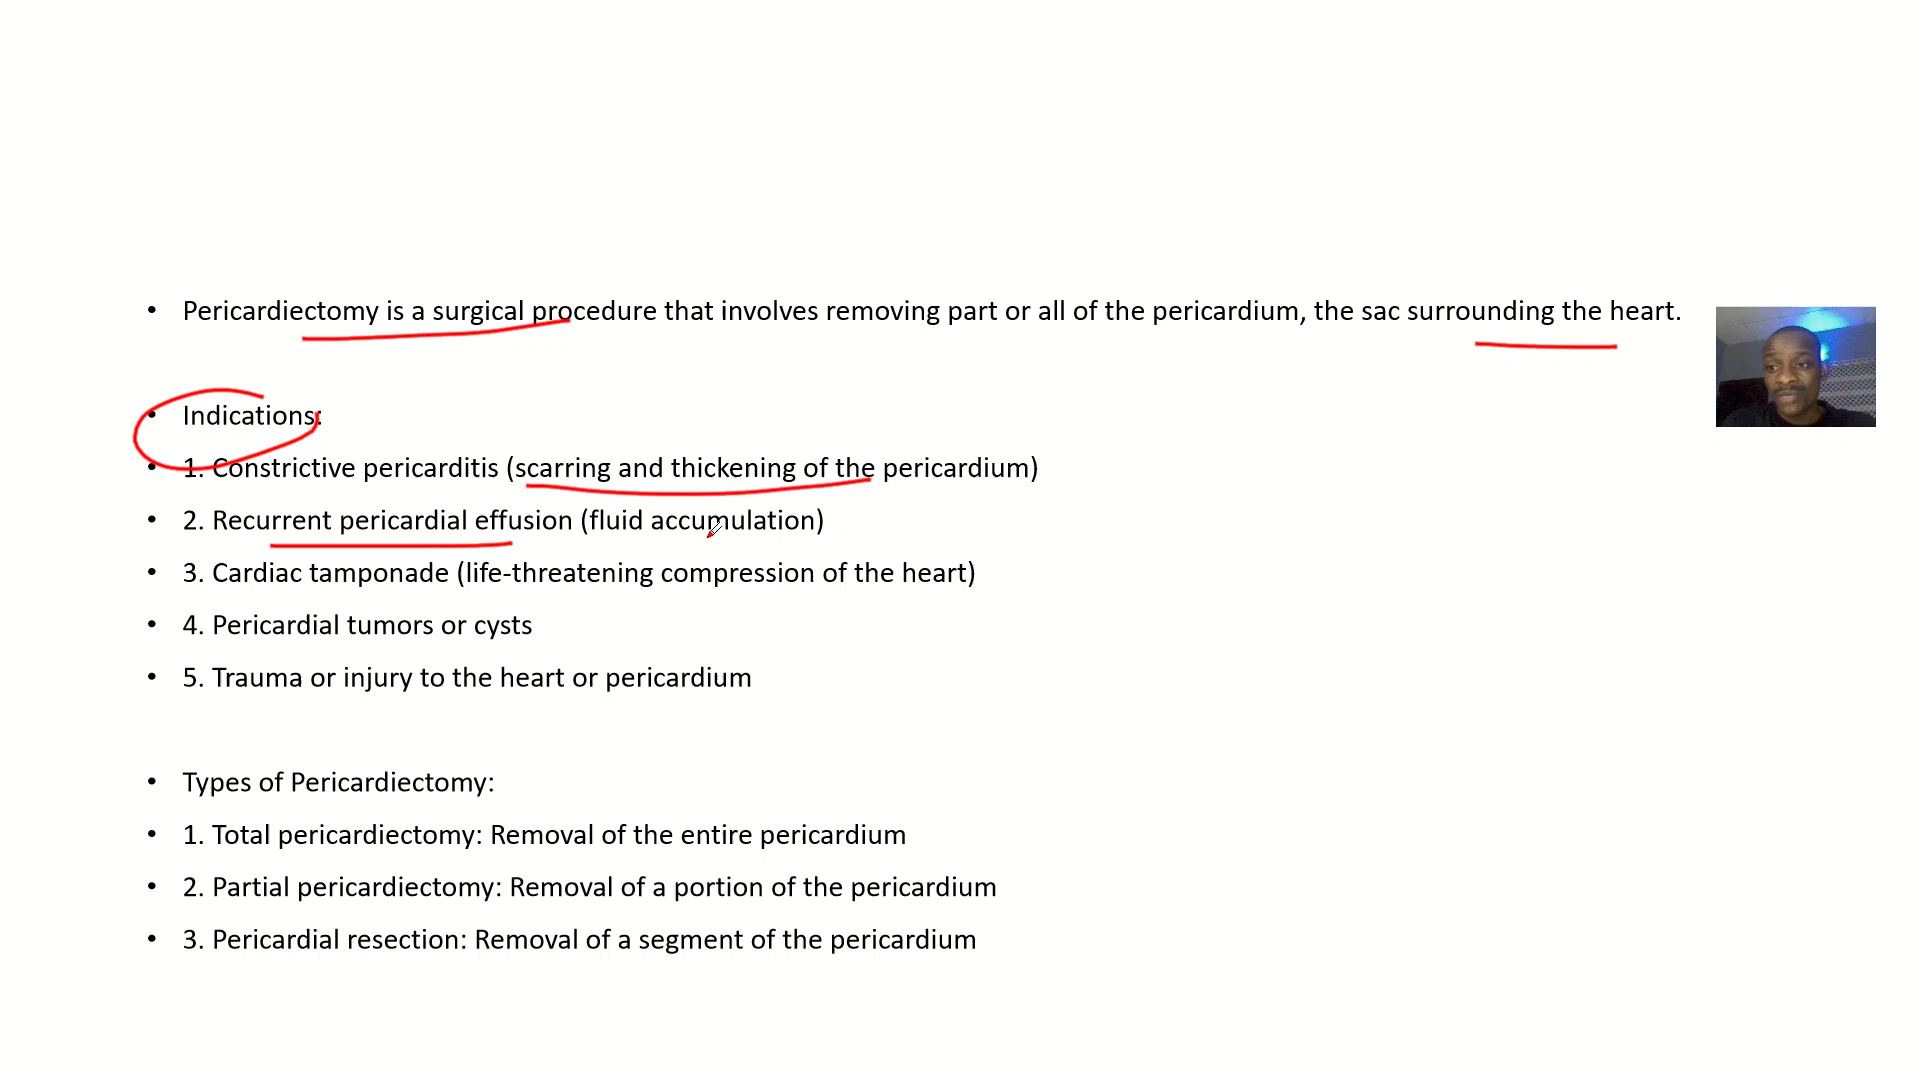 • Pericardiectomy is a surgical procedure that involves removing part or all of the pericardium, the sac surrounding the heart.
• Indications:
• 1. Constrictive pericarditis (scarring and thickening of the pericardium)
• 2. Recurrent pericardial effusion (fluid accumulation)
• 3. Cardiac tamponade (life-threatening compression of the heart)
• 4. Pericardial tumors or cysts
• 5. Trauma or injury to the heart or pericardium
• Types of Pericardiectomy:
• 1. Total pericardiectomy: Removal of the entire pericardium
• 2. Partial pericardiectomy: Removal of a portion of the pericardium
• 3. Pericardial resection: Removal of a segment of the pericardium